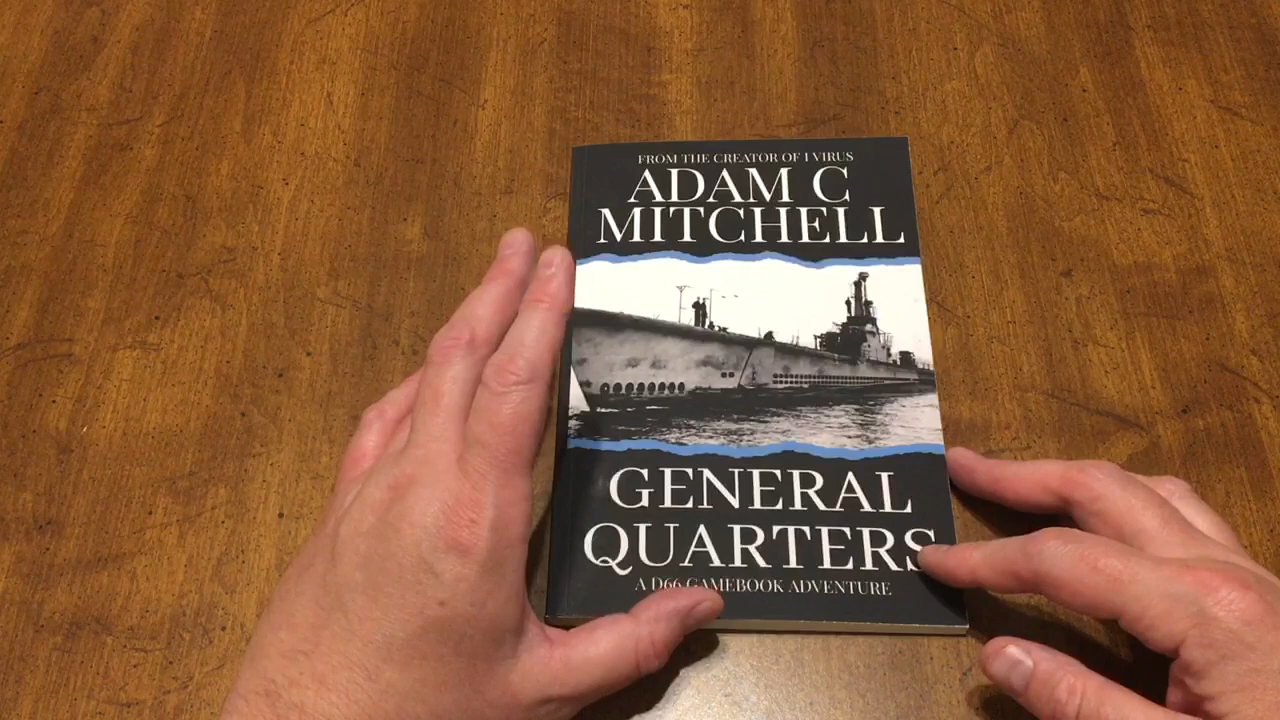 FROM THE CREATOR OF I VIRUS
ADAM C
MITCHELL
GENERAL
QUARTERS
A D66 GAMEBOOK ADVENTURE